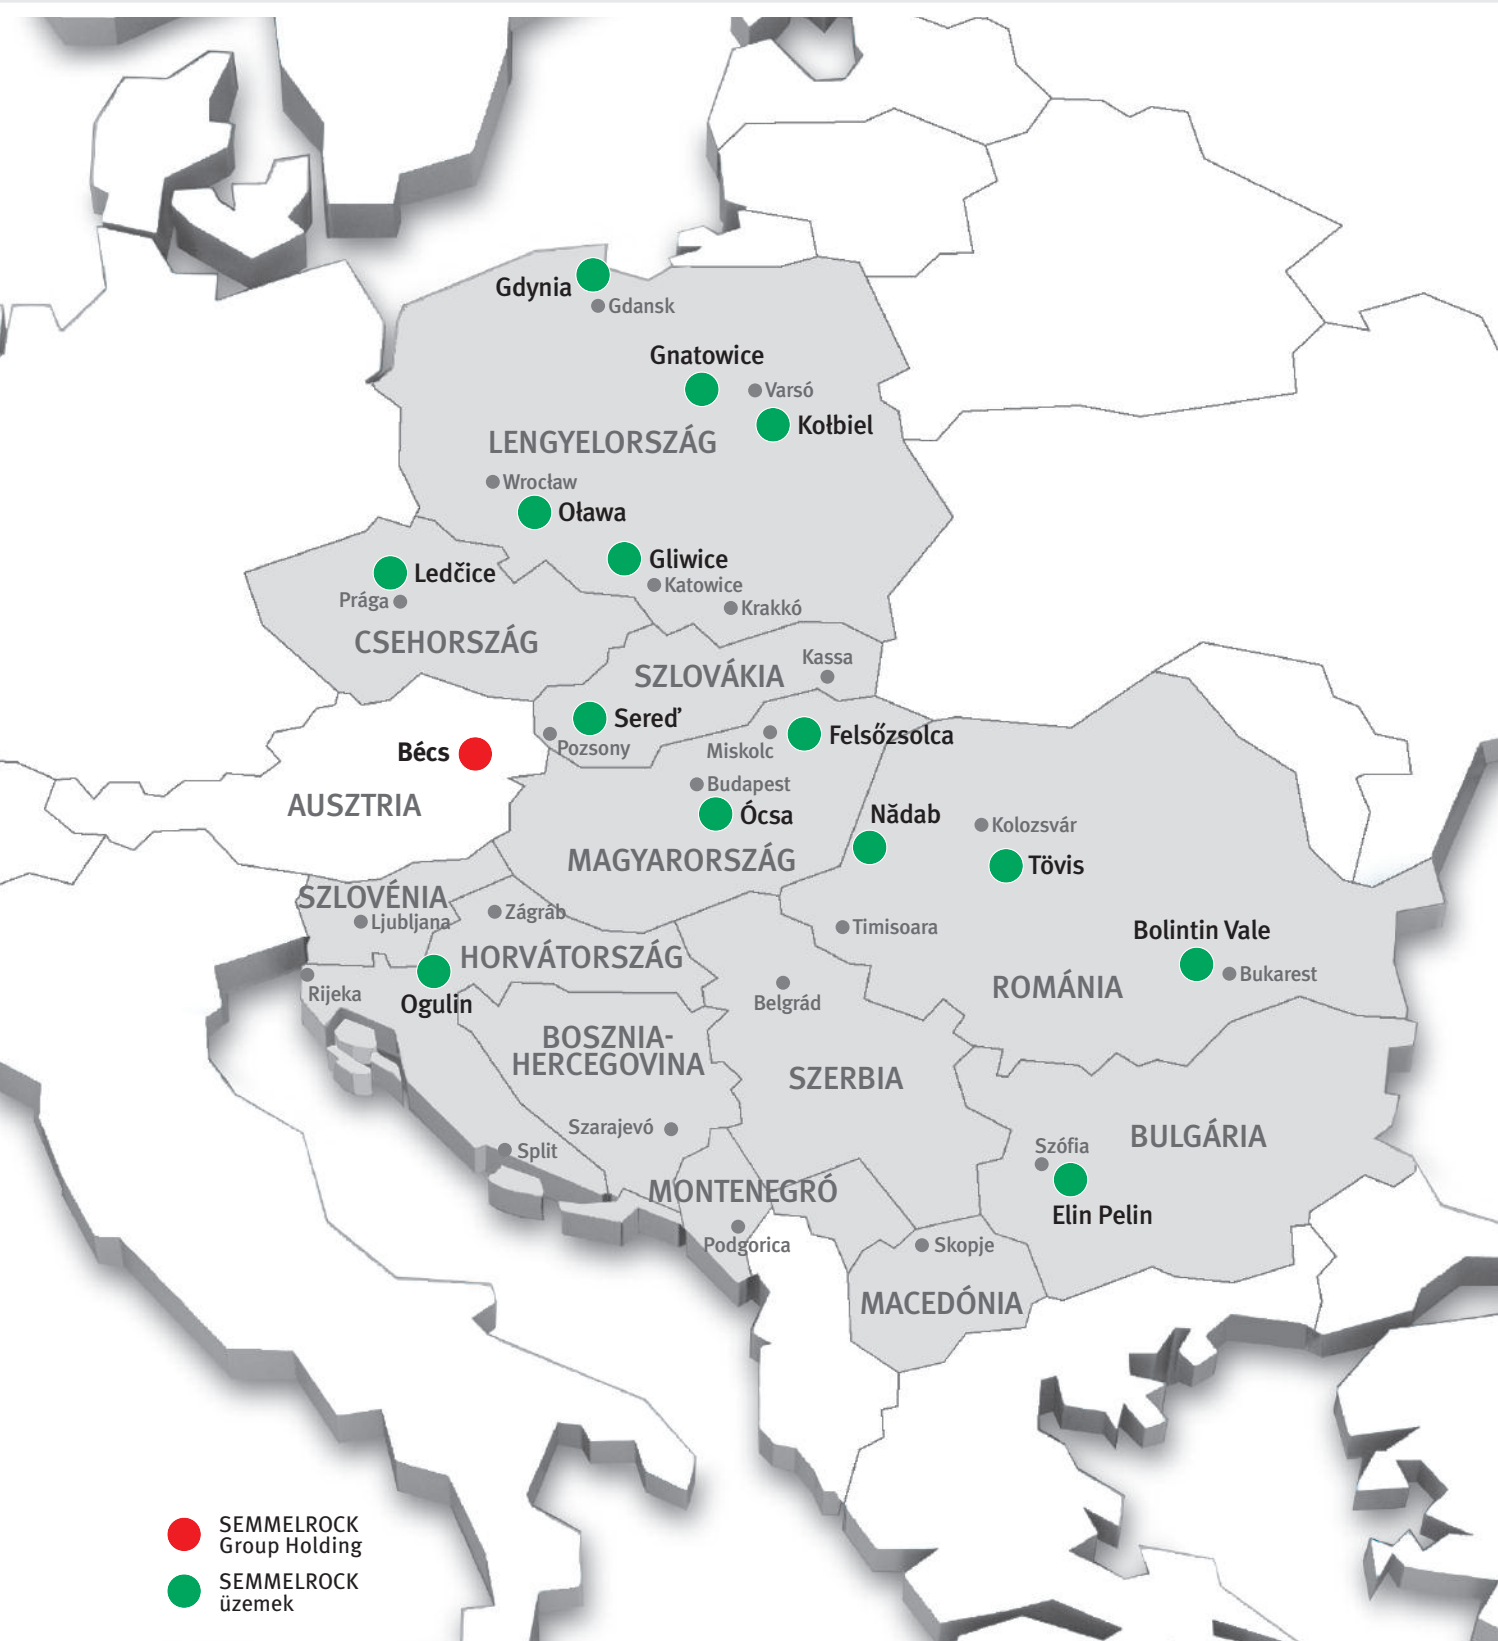 Gdynia
Gdansk
Gnatowice
Varsó
Kołbiel
LENGYELORSZÁG
Wrocław
Oława
Gliwice
Katowice
Krakkó
Ledčice
Prága
CSEHORSZÁG
Kassa
SZLOVÁKIA
Sereď
Pozsony
Felsőzsolca
Miskolc
Bécs
AUSZTRIA
Budapest
Ócsa
Nădab
Kolozsvár
MAGYARORSZÁG
Tövis
SZLOVÉNIA
Ljubljana
Zágráb
Timisoara
Bolintin Vale
HORVÁTORSZÁG
Bukarest
ROMÁNIA
Rijeka
Ogulin
Belgrád
BOSZNIA-
HERCEGOVINA
SZERBIA
Szarajevó
Split
Szófia
BULGÁRIA
MONTENEGRÓ
Elin Pelin
Podgorica
Skopje
MACEDÓNIA
SEMMELROCK
Group Holding
SEMMELROCK
üzemek